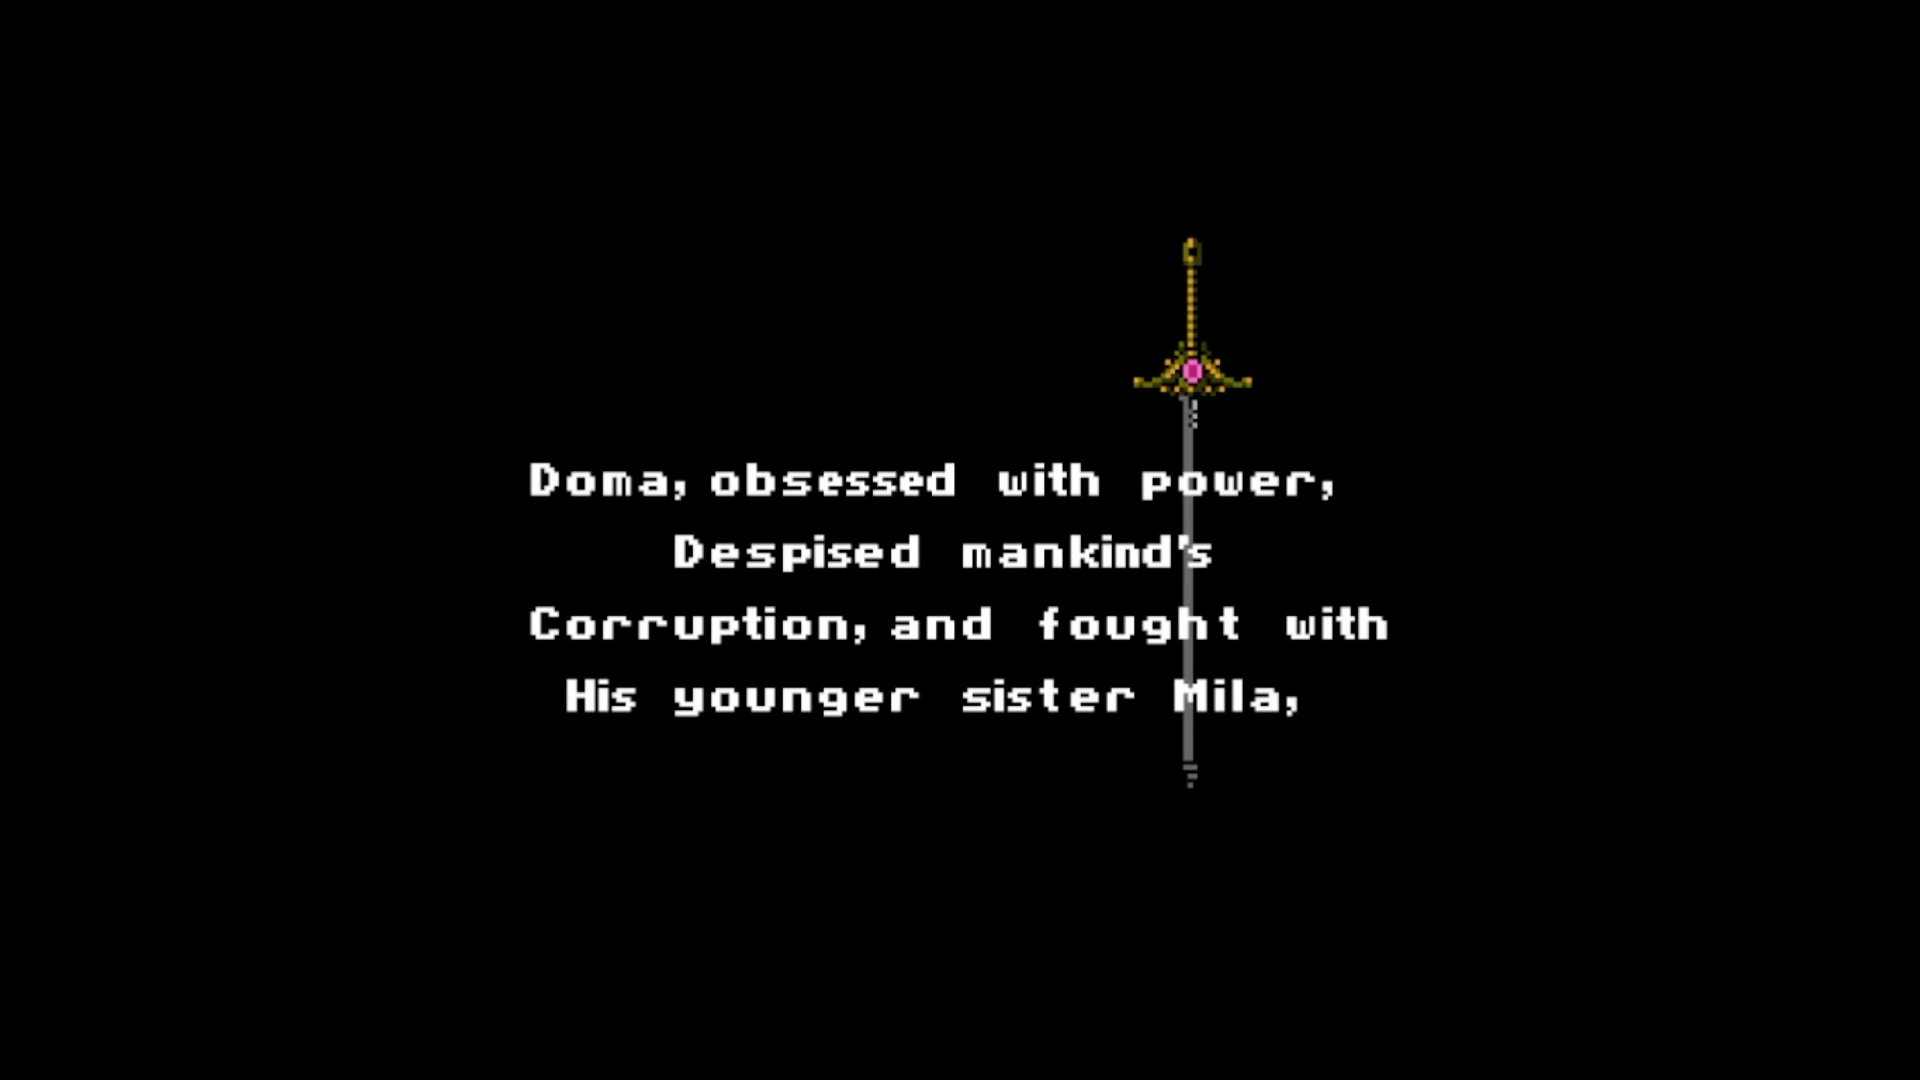 Doma, obsessed with power,
Despised mankind's
Corruption, and fought with
His younger sister Mila,